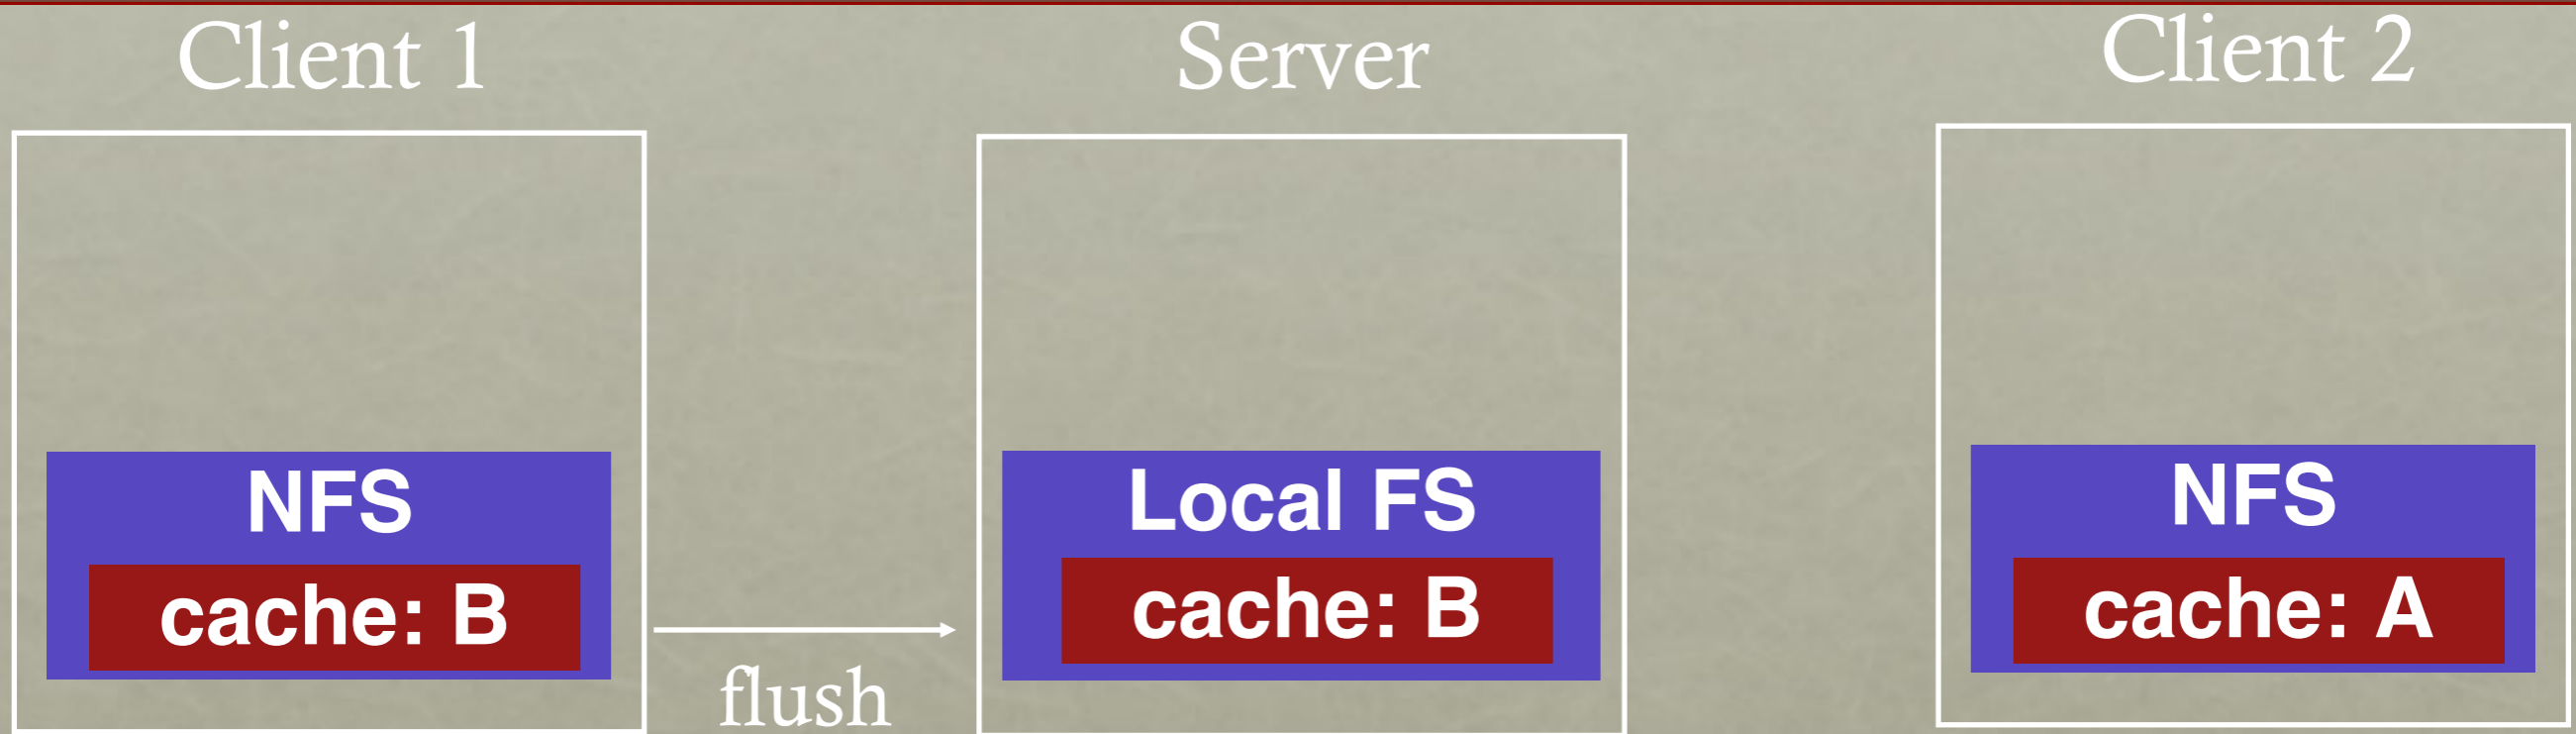 Client 1
Server
Client 2
NFS
cache: B
flush
Local FS
cache: B
NFS
cache: A